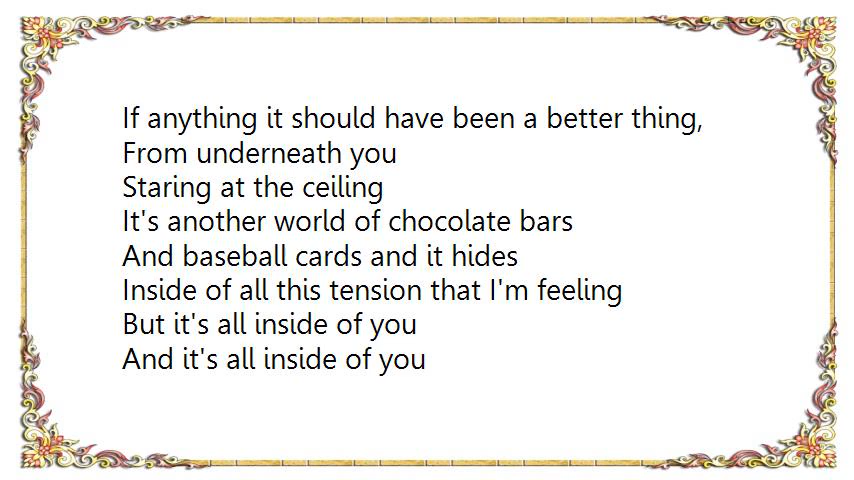 If anything it should have been a better thing,
From underneath you
Staring at the ceiling
It's another world of chocolate bars
And baseball cards and it hides
Inside of all this tension that I'm feeling
But it's all inside of you
And it's all inside of you